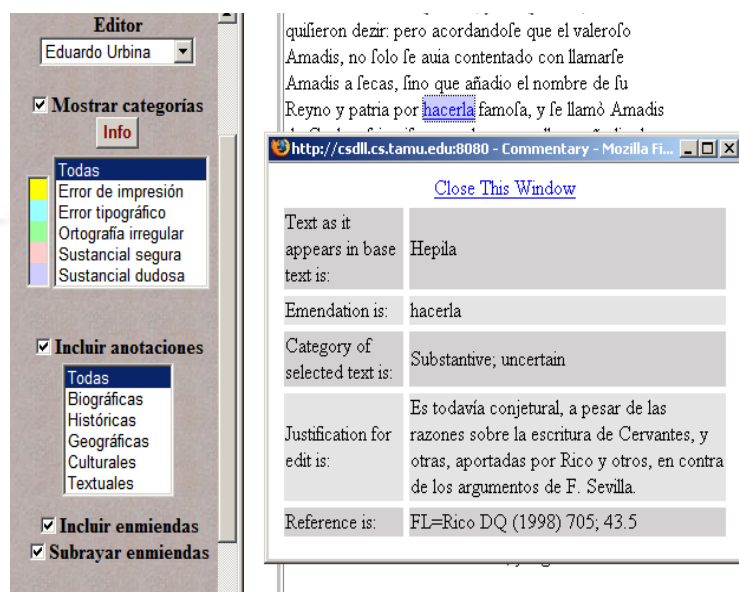 Editor
Eduardo Urbina
Mostrar categorías
Info
Todas
Error de impresión
Error tipográfico
Ortografía irregular
Sustancial segura
Sustancial dudosa
Incluir anotaciones
Todas
Biográficas
Históricas
Geográficas
Culturales
Textuales
Incluir enmiendas
Subrayar enmiendas
quiſieron dezir: pero acordandoſe que el valeroſo
Amadis, no ſolo ſe auia contentado con llamarſe
Amadis a ſecas, ſino que añadio el nombre de ſu
Reyno y patria por hacerla famoſa, y ſe llamò Amadis
http://csdll.cs.tamu.edu:8080 - Commentary - Mozilla Fi...
Close This Window
Text as it
appears in base
text is:
Hepila
Emendation is:
hacerla
Category of
selected text is:
Substantive; uncertain
Justification for
edit is:
Es todavía conjetural, a pesar de las
razones sobre la escritura de Cervantes, y
otras, aportadas por Rico y otros, en contra
de los argumentos de F. Sevilla.
Reference is:
FL=Rico DQ (1998) 705; 43.5